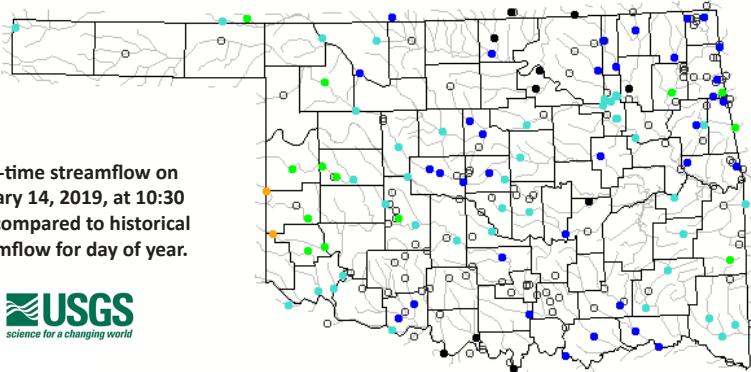 -time streamflow on
ary 14, 2019, at 10:30
compared to historical
mflow for day of year.
USGS
science for a changing world